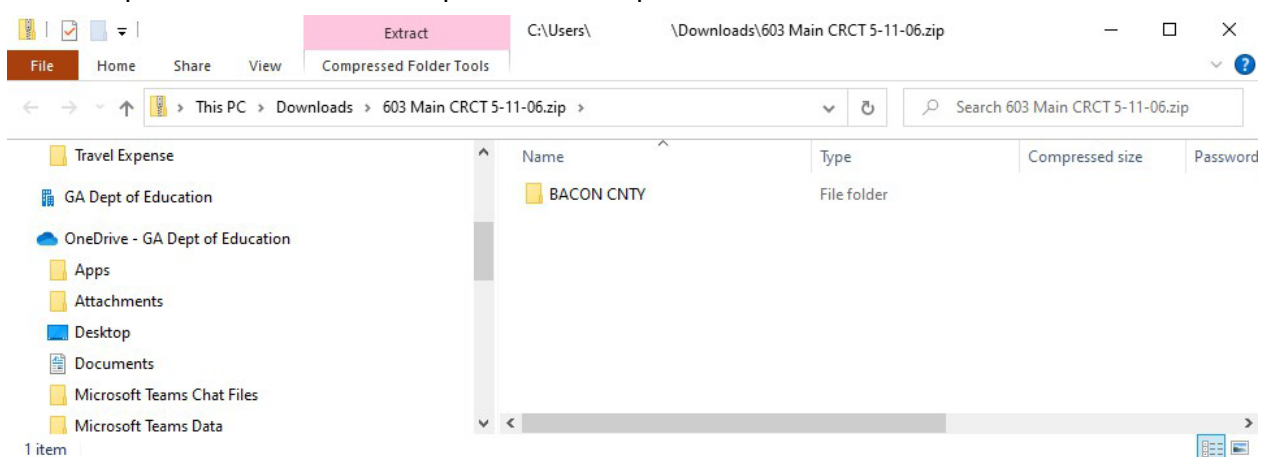 Extract
C:\Users\ \Downloads\603 Main CRCT 5-11-06.zip
File Home Share View Compressed Folder Tools
This PC > Downloads > 603 Main CRCT 5-11-06.zip >
Search 603 Main CRCT 5-11-06.zip
Name Type Compressed size Password
BACON CNTY File folder
Travel Expense
GA Dept of Education
OneDrive - GA Dept of Education
Apps
Attachments
Desktop
Documents
Microsoft Teams Chat Files
Microsoft Teams Data
1 item